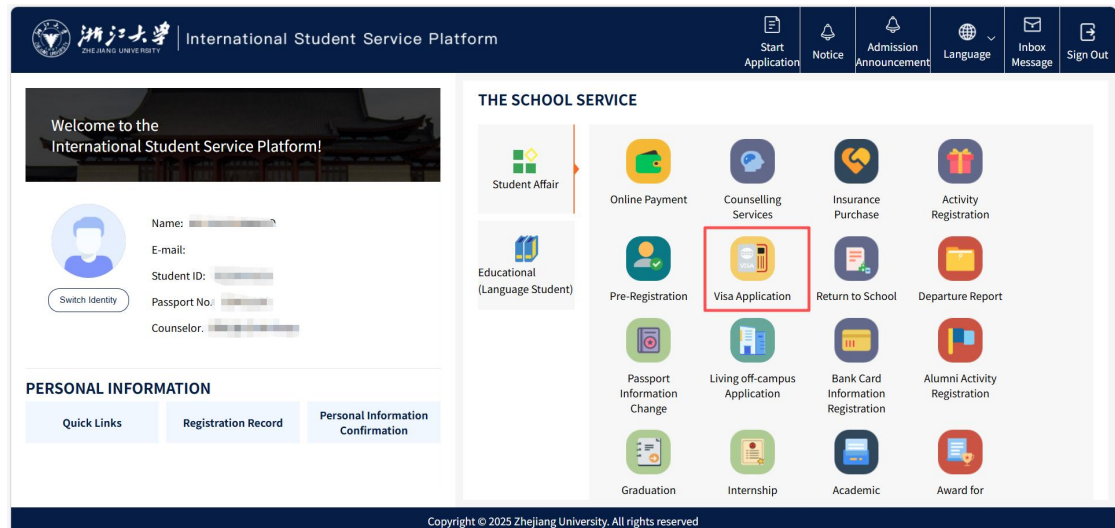 浙江大学
ZHEJIANG UNIVERSITY
International Student Service Platform
Start
Application
Notice
Admission
Announcement
Language
Inbox
Message
Sign Out
Welcome to the
International Student Service Platform!
Name:
E-mail:
Student ID:
Passport No.
Counselor.
Switch Identity
PERSONAL INFORMATION
Quick Links
Registration Record
Personal Information
Confirmation
THE SCHOOL SERVICE
Student Affair
Educational
(Language Student)
Online Payment
Counselling
Services
Insurance
Purchase
Activity
Registration
Pre-Registration
VISA
Visa Application
Return to School
Departure Report
Passport
Information
Change
Living off-campus
Application
Bank Card
Information
Registration
Alumni Activity
Registration
Graduation
Internship
Academic
Award for
Copyright © 2025 Zhejiang University. All rights reserved